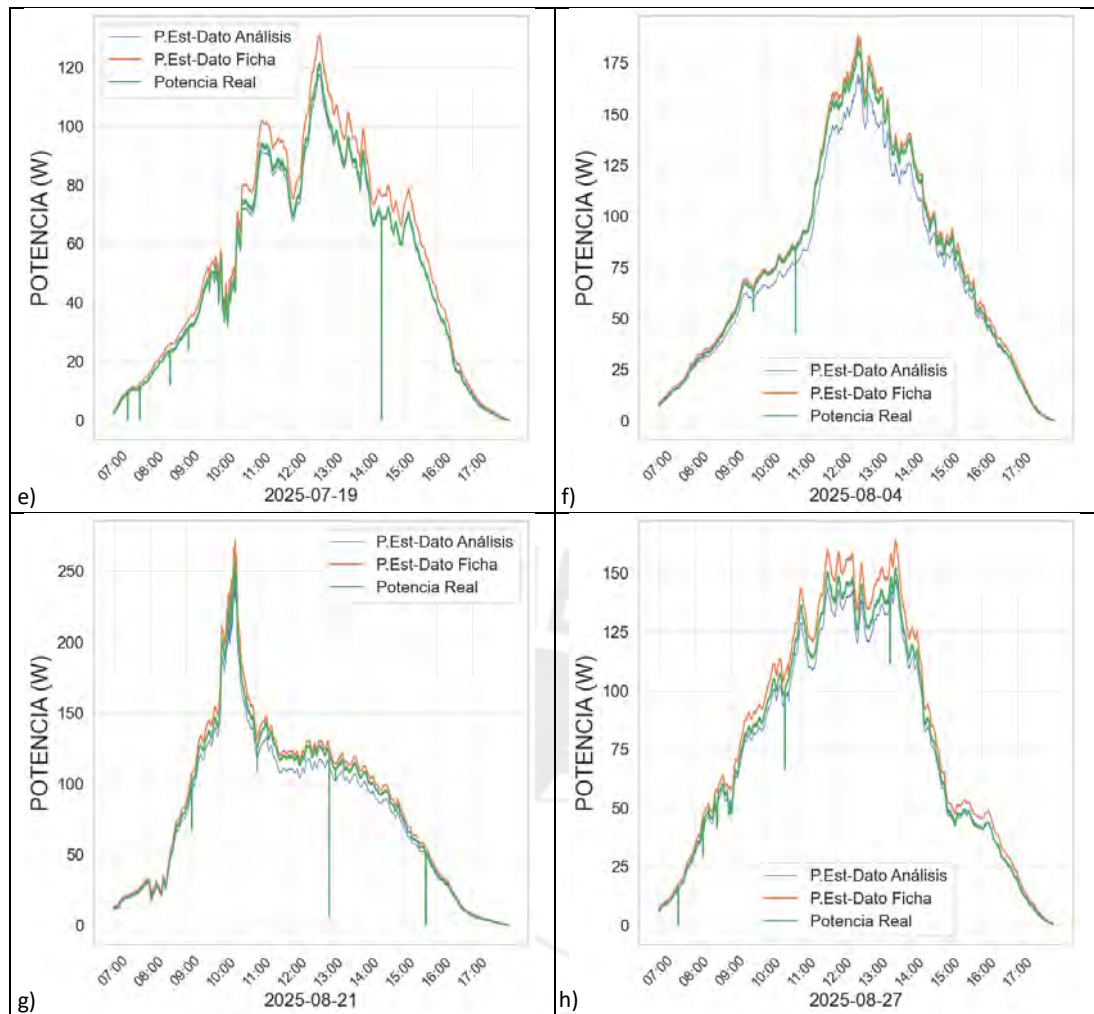 P.Est-Dato Análisis
P.Est-Dato Ficha
Potencia Real
POTENCIA (W)
120
100
80
60
40
20
0
07:00 08:00 09:00 10:00 11:00 12:00 13:00 14:00 15:00 16:00 17:00
2025-07-19
e)
P.Est-Dato Análisis
P.Est-Dato Ficha
Potencia Real
POTENCIA (W)
175
150
125
100
75
50
25
0
07:00 08:00 09:00 10:00 11:00 12:00 13:00 14:00 15:00 16:00 17:00
2025-08-04
f)
P.Est-Dato Análisis
P.Est-Dato Ficha
Potencia Real
POTENCIA (W)
250
200
150
100
50
0
07:00 08:00 09:00 10:00 11:00 12:00 13:00 14:00 15:00 16:00 17:00
2025-08-21
g)
P.Est-Dato Análisis
P.Est-Dato Ficha
Potencia Real
POTENCIA (W)
150
125
100
75
50
25
0
07:00 08:00 09:00 10:00 11:00 12:00 13:00 14:00 15:00 16:00 17:00
2025-08-27
h)